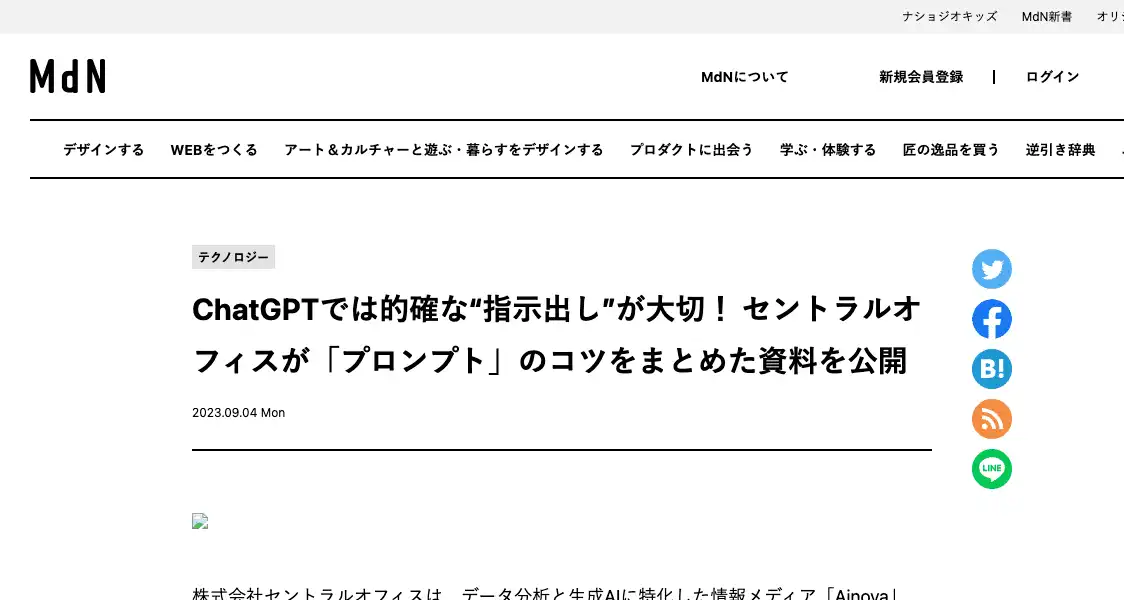 ナショジオキッズ MdN新書 オリジ
MdN
MdNについて 新規会員登録 | ログイン
デザインする WEBをつくる アート＆カルチャーと遊ぶ・暮らすをデザインする プロダクトに出会う 学ぶ・体験する 匠の逸品を買う 逆引き辞典
テクノロジー
ChatGPTでは的確な“指示出し”が大切！ セントラルオ
フィスが「プロンプト」のコツをまとめた資料を公開
2023.09.04 Mon
B!
LINE
株式会社セントラルオフィスは、データ分析と生成AIに特化した情報メディア「Ainova」